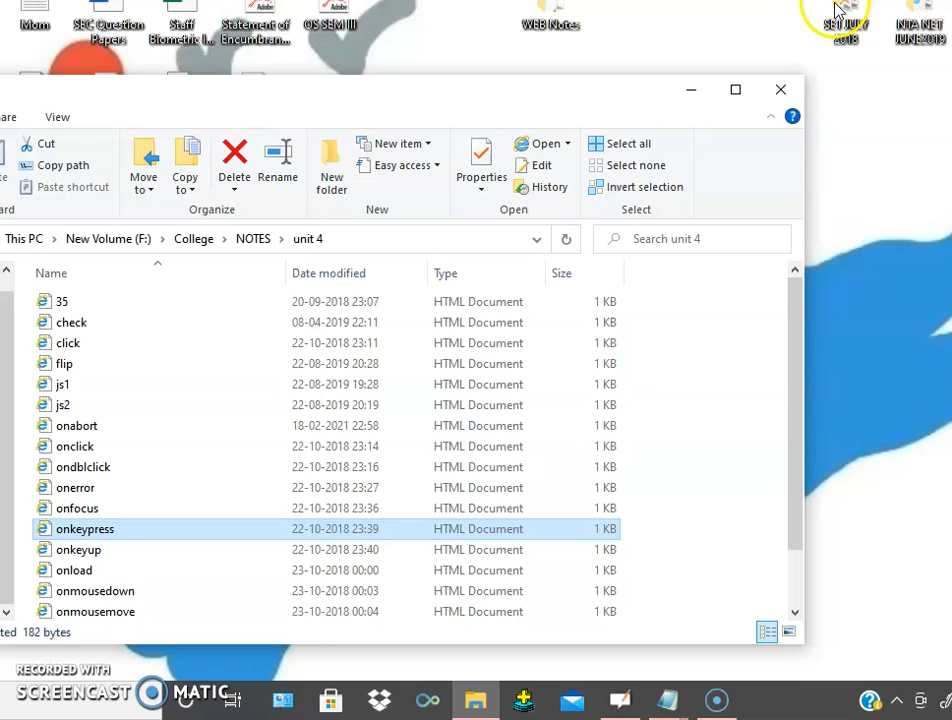 Mom
SEC Question
Papers
Staff
Biometric I...
Statement of
Encumbran...
OS SEM III
WEB Notes
SET JULY
2018
NTA NET
JUNE2019
are
View
Cut
Copy path
Paste shortcut
Move
to
Copy
to
Delete
Rename
New
folder
New item
Easy access
Properties
Open
Edit
History
Select all
Select none
Invert selection
ard
Organize
New
Open
Select
This PC > New Volume (F:) > College > NOTES > unit 4
Search unit 4
Name Date modified Type Size
35 20-09-2018 23:07 HTML Document 1 KB
check 08-04-2019 22:11 HTML Document 1 KB
click 22-10-2018 23:11 HTML Document 1 KB
flip 22-08-2019 20:28 HTML Document 1 KB
js1 22-08-2019 19:28 HTML Document 1 KB
js2 22-08-2019 20:19 HTML Document 1 KB
onabort 18-02-2021 22:58 HTML Document 1 KB
onclick 22-10-2018 23:14 HTML Document 1 KB
ondblclick 22-10-2018 23:16 HTML Document 1 KB
onerror 22-10-2018 23:27 HTML Document 1 KB
onfocus 22-10-2018 23:36 HTML Document 1 KB
onkeypress 22-10-2018 23:39 HTML Document 1 KB
onkeyup 22-10-2018 23:40 HTML Document 1 KB
onload 23-10-2018 00:00 HTML Document 1 KB
onmousedown 23-10-2018 00:03 HTML Document 1 KB
onmousemove 23-10-2018 00:04 HTML Document 1 KB
ted 182 bytes
RECORDED WITH
SCREENCAST MATIC